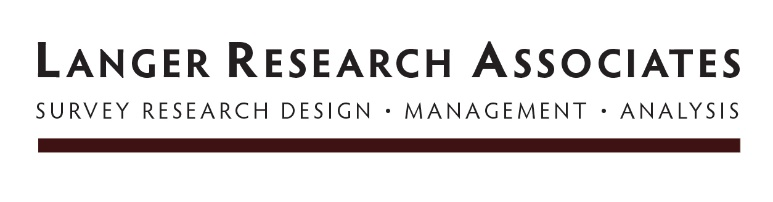 LANGER RESEARCH ASSOCIATES
SURVEY RESEARCH DESIGN • MANAGEMENT • ANALYSIS